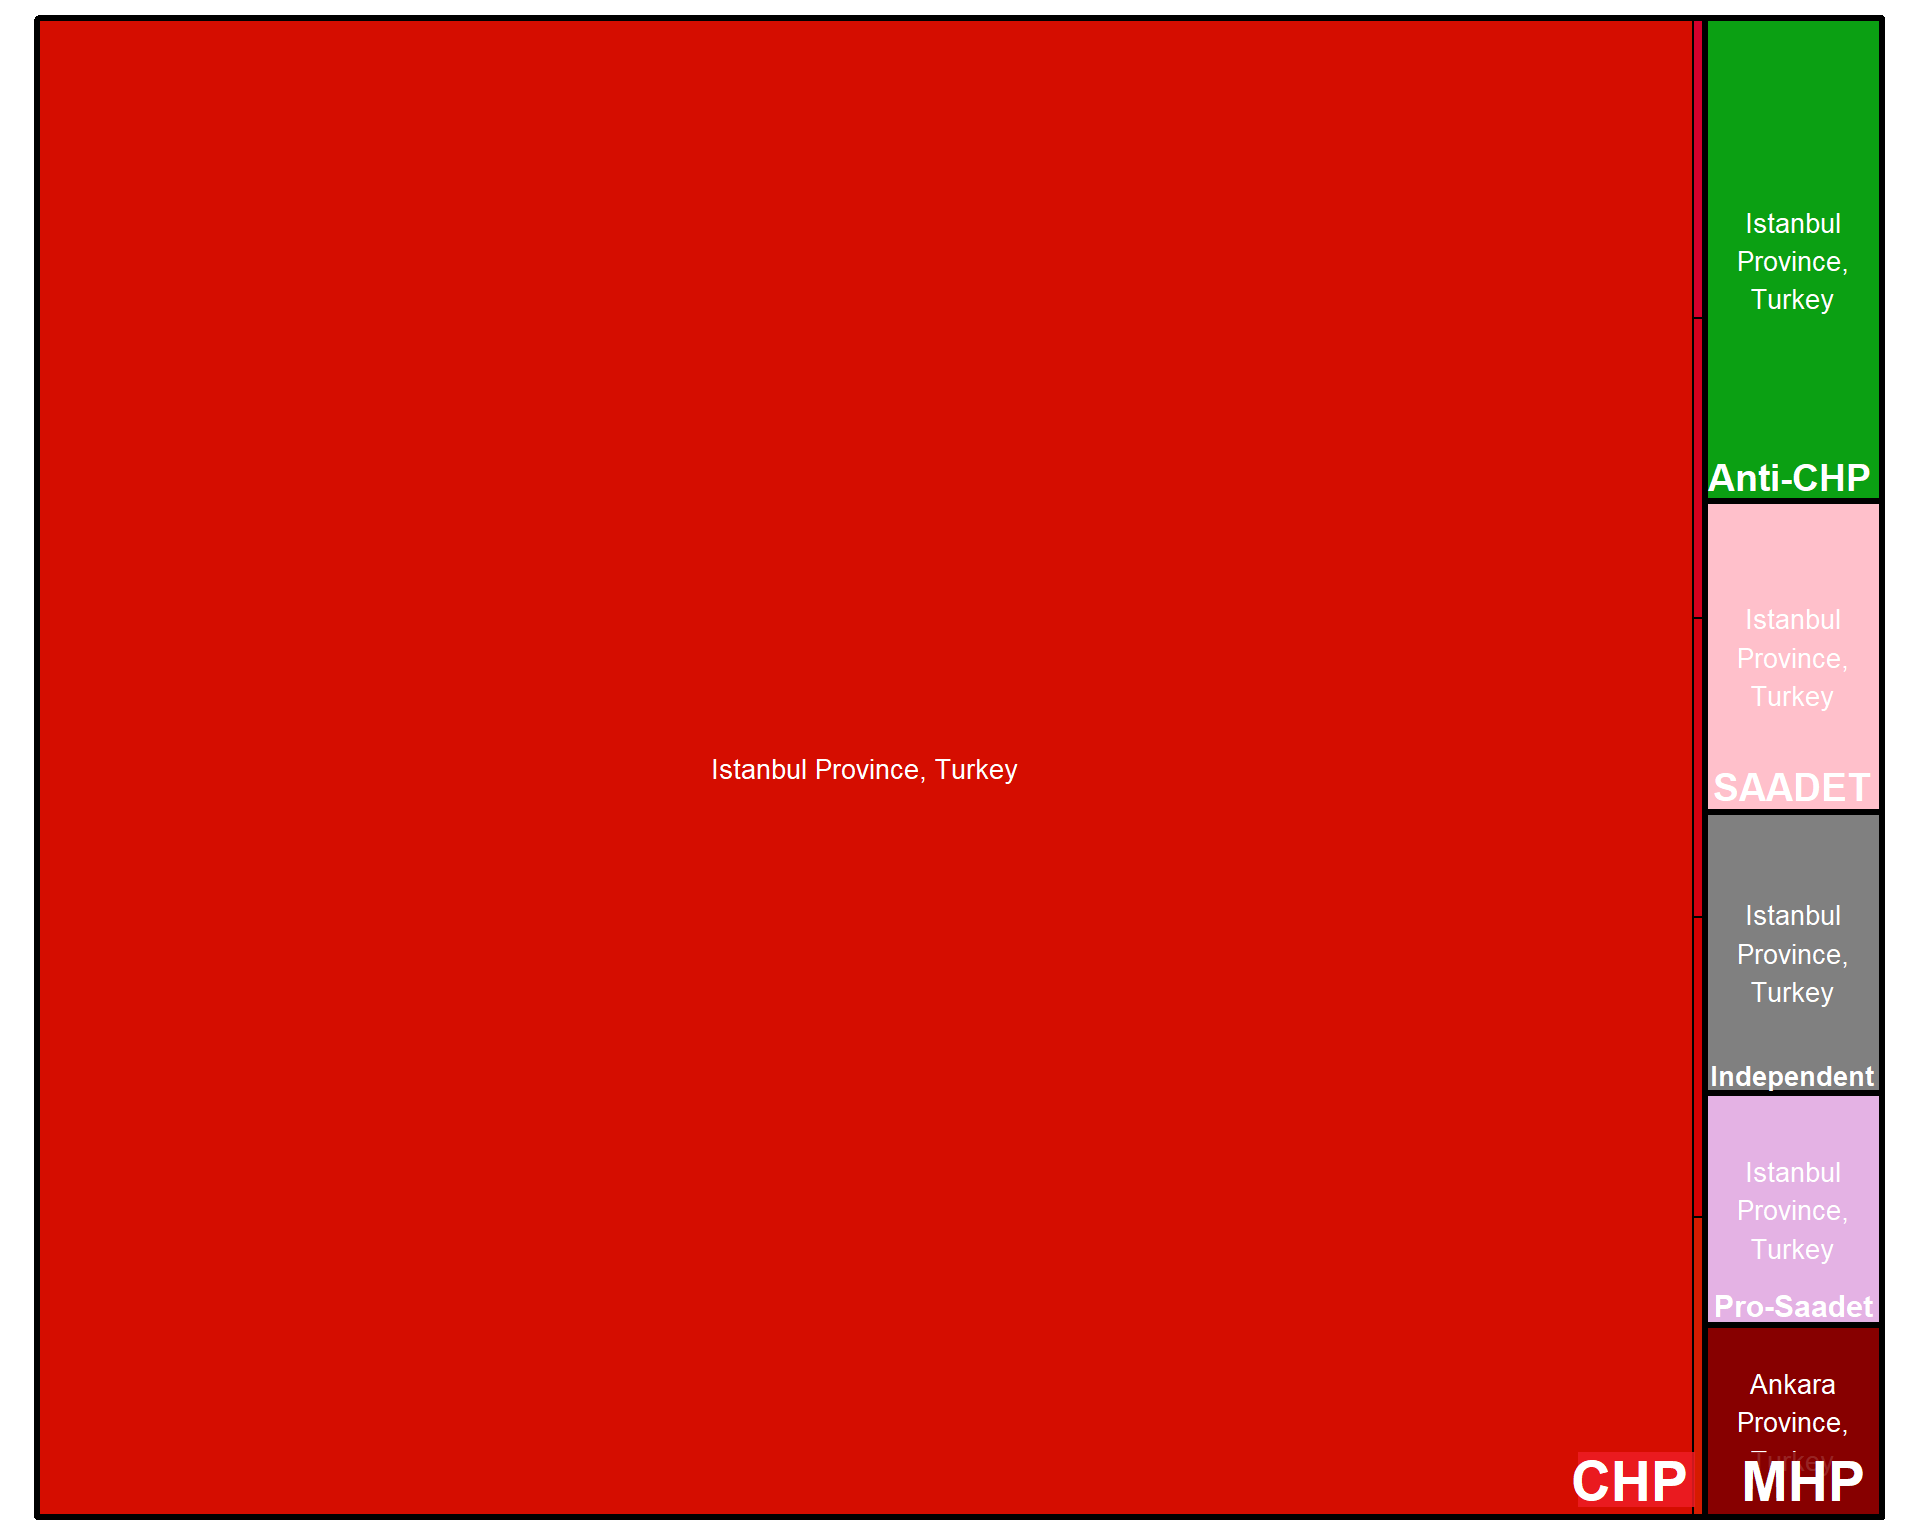 Istanbul Province, Turkey
CHP
Istanbul
Province,
Turkey
Anti-CHP
Istanbul
Province,
Turkey
SAADET
Istanbul
Province,
Turkey
Independent
Istanbul
Province,
Turkey
Pro-Saadet
Ankara
Province,
Turkey
MHP